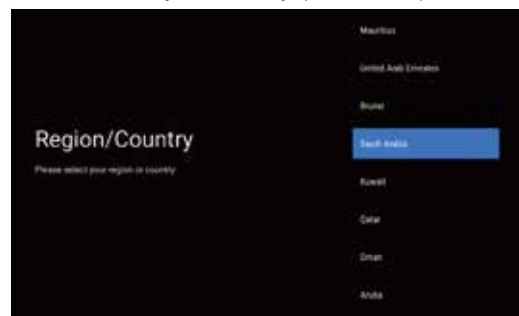 Region/Country
Please select your region or country
Mauritius
United Arab Emirates
Brunei
Saudi Arabia
Kuwait
Qatar
Oman
Aruba